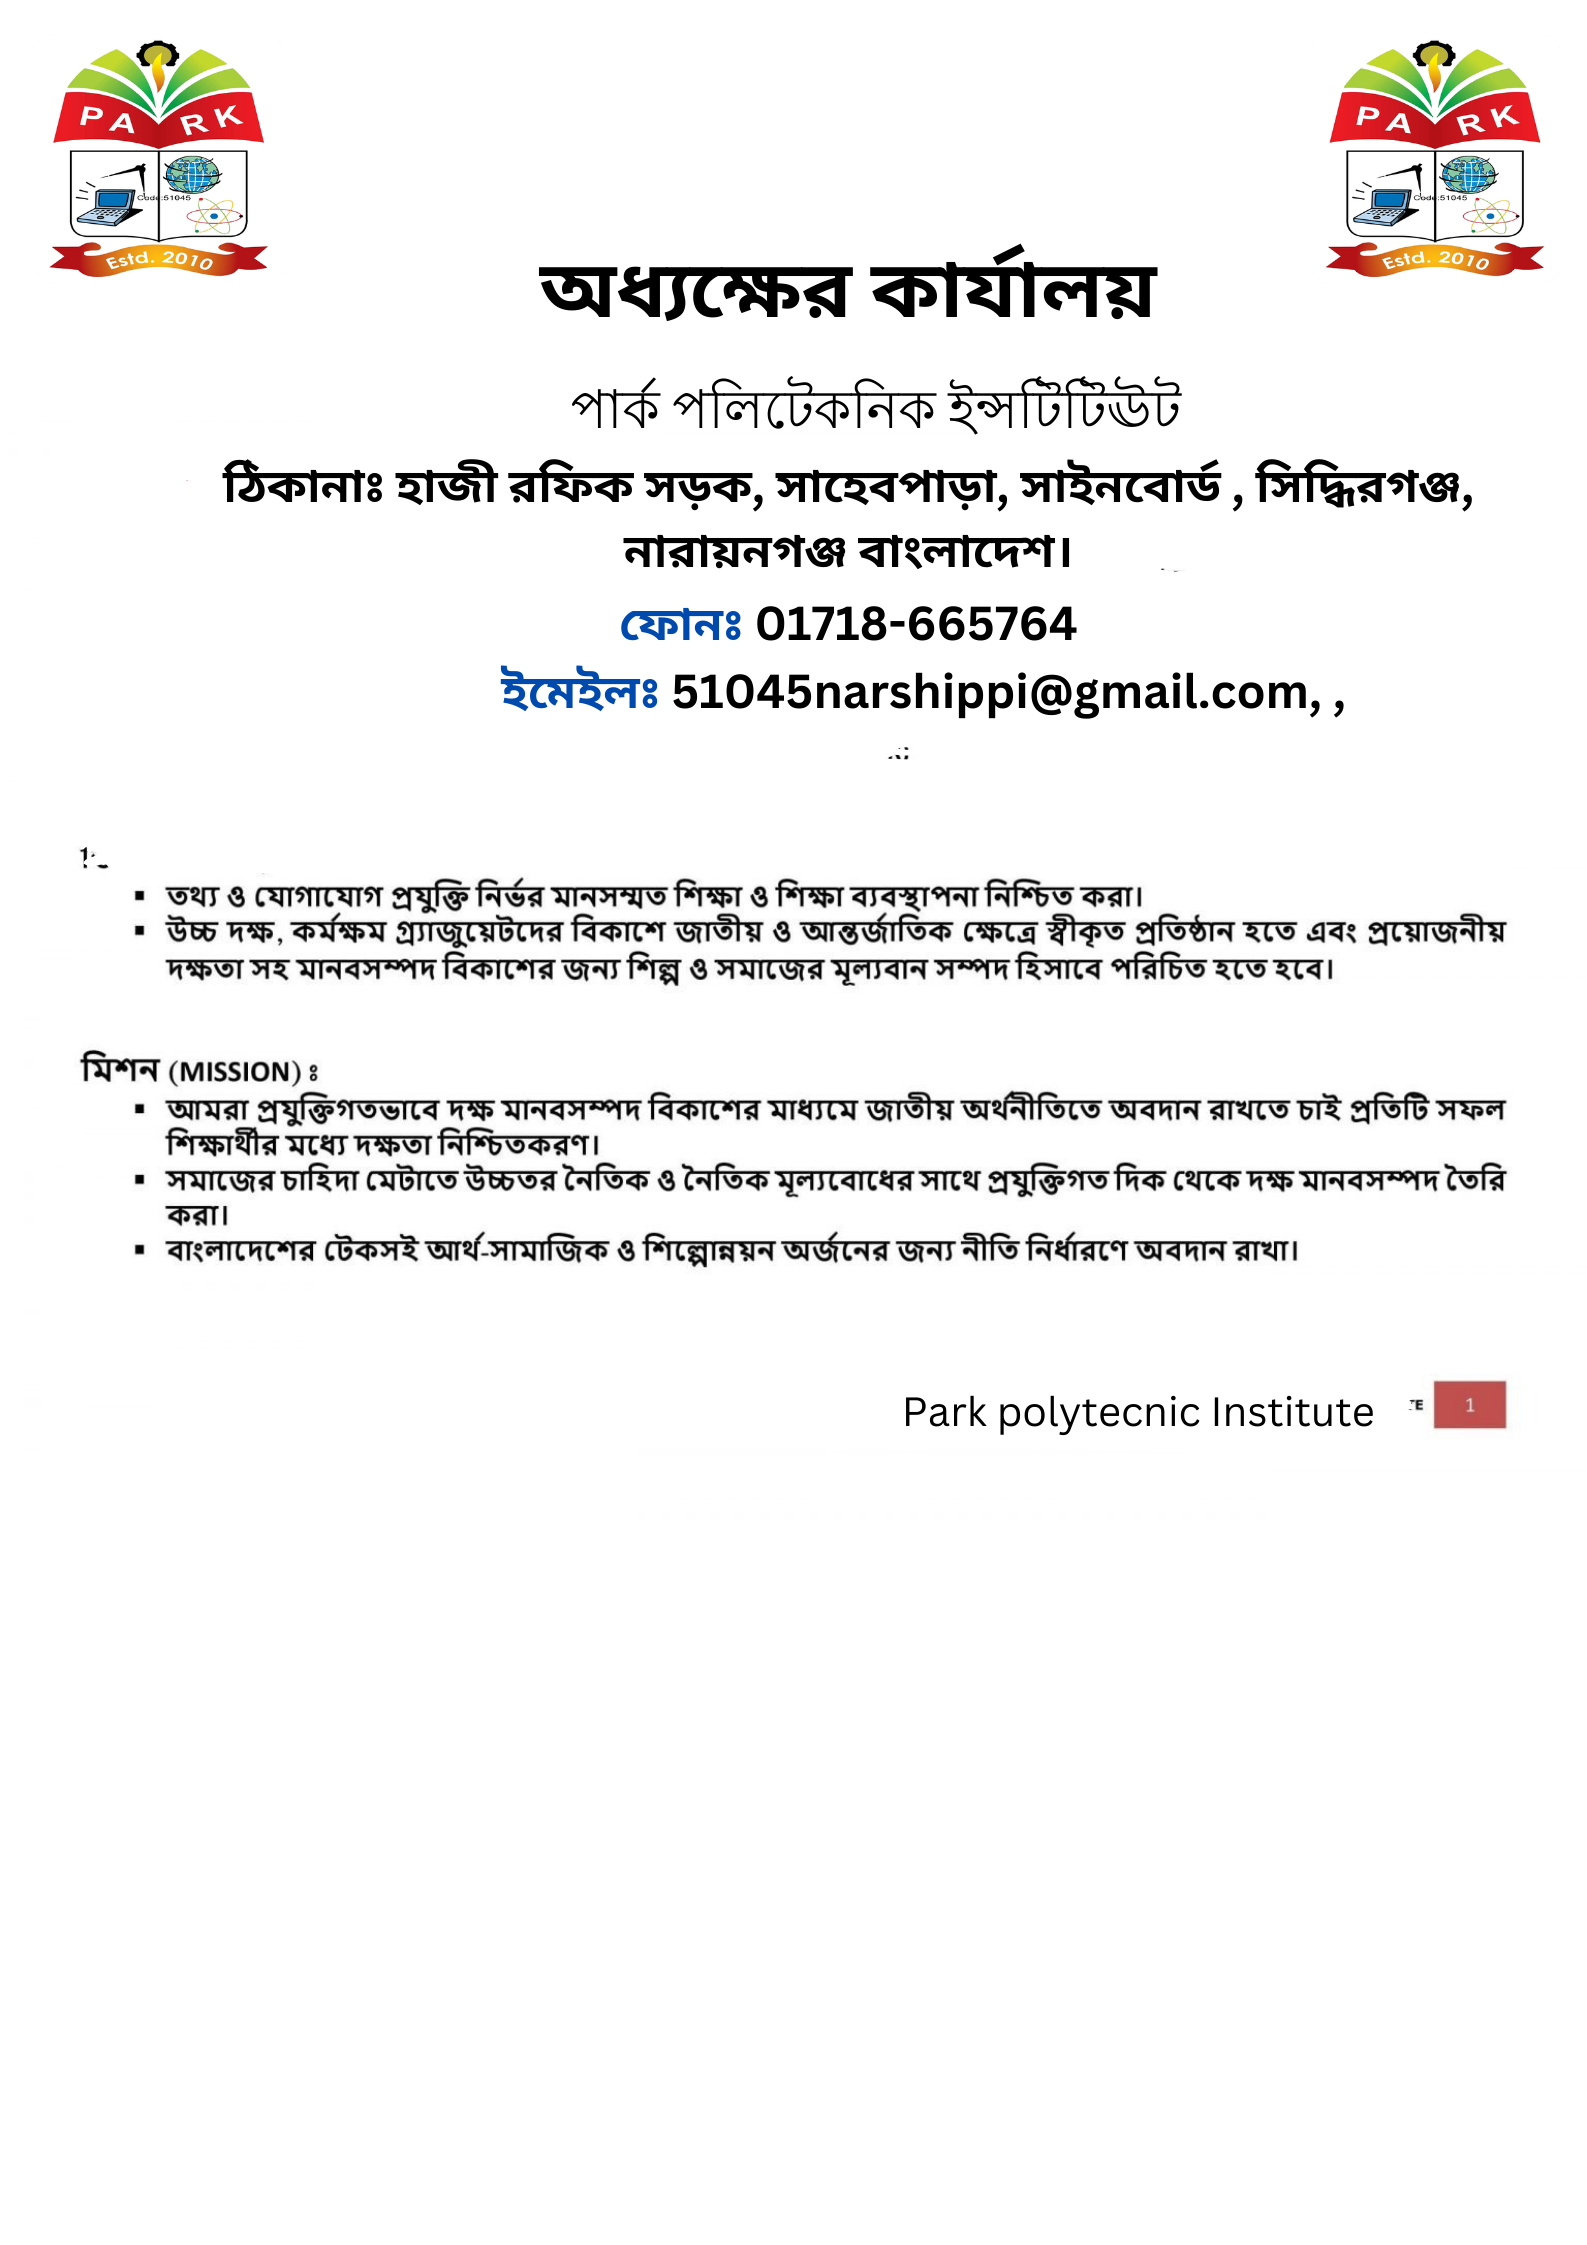 PARK
PARK
Code:51045
Code:51045
Estd. 2010
Estd. 2010
অধ্যক্ষের কার্যালয়
পার্ক পলিটেকনিক ইন্সটিটিউট
ঠিকানাঃ হাজী রফিক সড়ক, সাহেবপাড়া, সাইনবোর্ড , সিদ্ধিরগঞ্জ,
নারায়নগঞ্জ বাংলাদেশ।
ফোনঃ 01718-665764
ইমেইলঃ 51045narshippi@gmail.com, ,
▪ তথ্য ও যোগাযোগ প্রযুক্তি নির্ভর মানসম্মত শিক্ষা ও শিক্ষা ব্যবস্থাপনা নিশ্চিত করা।
▪ উচ্চ দক্ষ, কর্মক্ষম গ্র্যাজুয়েটদের বিকাশে জাতীয় ও আন্তর্জাতিক ক্ষেত্রে স্বীকৃত প্রতিষ্ঠান হতে এবং প্রয়োজনীয়
দক্ষতা সহ মানবসম্পদ বিকাশের জন্য শিল্প ও সমাজের মূল্যবান সম্পদ হিসাবে পরিচিত হতে হবে।
মিশন (MISSION) ঃ
▪ আমরা প্রযুক্তিগতভাবে দক্ষ মানবসম্পদ বিকাশের মাধ্যমে জাতীয় অর্থনীতিতে অবদান রাখতে চাই প্রতিটি সফল
শিক্ষার্থীর মধ্যে দক্ষতা নিশ্চিতকরণ।
▪ সমাজের চাহিদা মেটাতে উচ্চতর নৈতিক ও নৈতিক মূল্যবোধের সাথে প্রযুক্তিগত দিক থেকে দক্ষ মানবসম্পদ তৈরি
করা।
▪ বাংলাদেশের টেকসই আর্থ-সামাজিক ও শিল্পোন্নয়ন অর্জনের জন্য নীতি নির্ধারণে অবদান রাখা।
Park polytecnic Institute TE 1